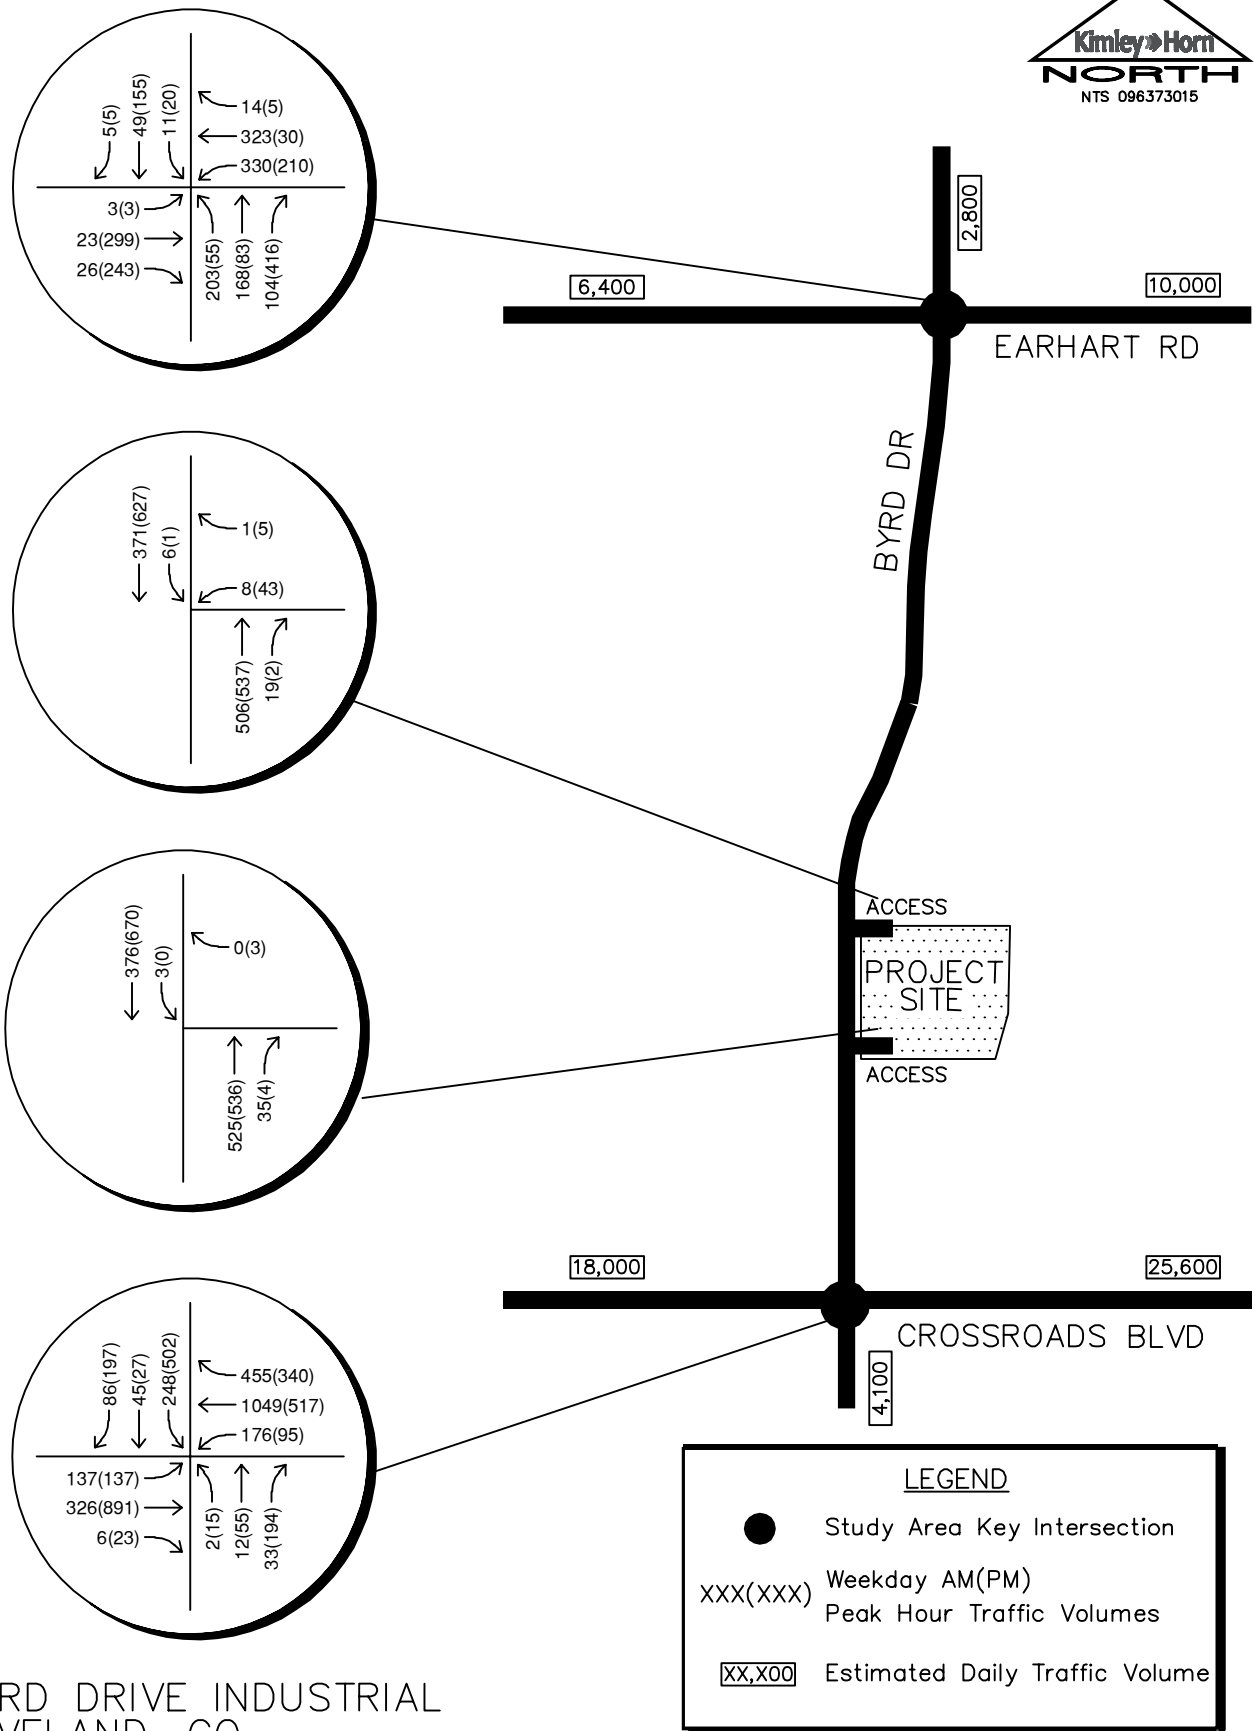 Kimley»Horn
NORTH
NTS 096373015
5(5)
49(155)
11(20)
14(5)
323(30)
330(210)
3(3)
23(299)
26(243)
203(55)
168(83)
104(416)
2,800
6,400
10,000
EARHART RD
BYRD DR
371(627)
6(1)
1(5)
8(43)
506(537)
19(2)
ACCESS
PROJECT
SITE
ACCESS
376(670)
3(0)
0(3)
525(536)
35(4)
18,000
25,600
CROSSROADS BLVD
4,100
86(197)
45(27)
248(502)
455(340)
1049(517)
176(95)
137(137)
326(891)
6(23)
2(15)
12(55)
33(194)
LEGEND
Study Area Key Intersection
XXX(XXX) Weekday AM(PM)
Peak Hour Traffic Volumes
XX,X00 Estimated Daily Traffic Volume
RD DRIVE INDUSTRIAL
VELAND, CO